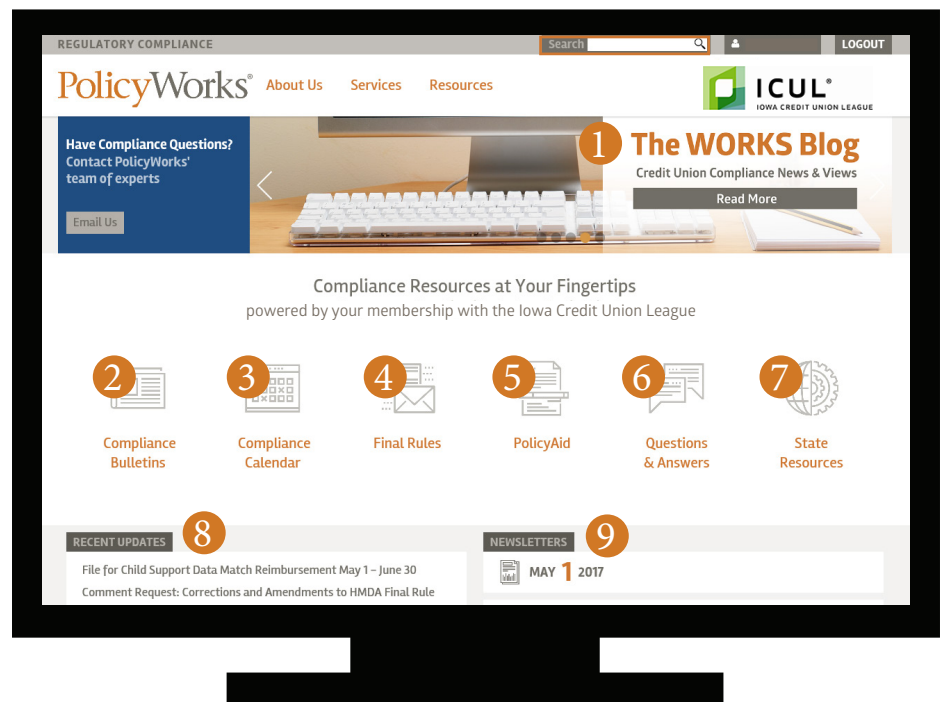 REGULATORY COMPLIANCE
Search
LOGOUT
PolicyWorks®
About Us
Services
Resources
ICUL®
IOWA CREDIT UNION LEAGUE
Have Compliance Questions?
Contact PolicyWorks'
team of experts
Email Us
1
The WORKS Blog
Credit Union Compliance News & Views
Read More
Compliance Resources at Your Fingertips
powered by your membership with the Iowa Credit Union League
2
3
4
5
6
7
Compliance
Bulletins
Compliance
Calendar
Final Rules
PolicyAid
Questions
& Answers
State
Resources
RECENT UPDATES
8
File for Child Support Data Match Reimbursement May 1 – June 30
Comment Request: Corrections and Amendments to HMDA Final Rule
NEWSLETTERS
9
MAY 1 2017